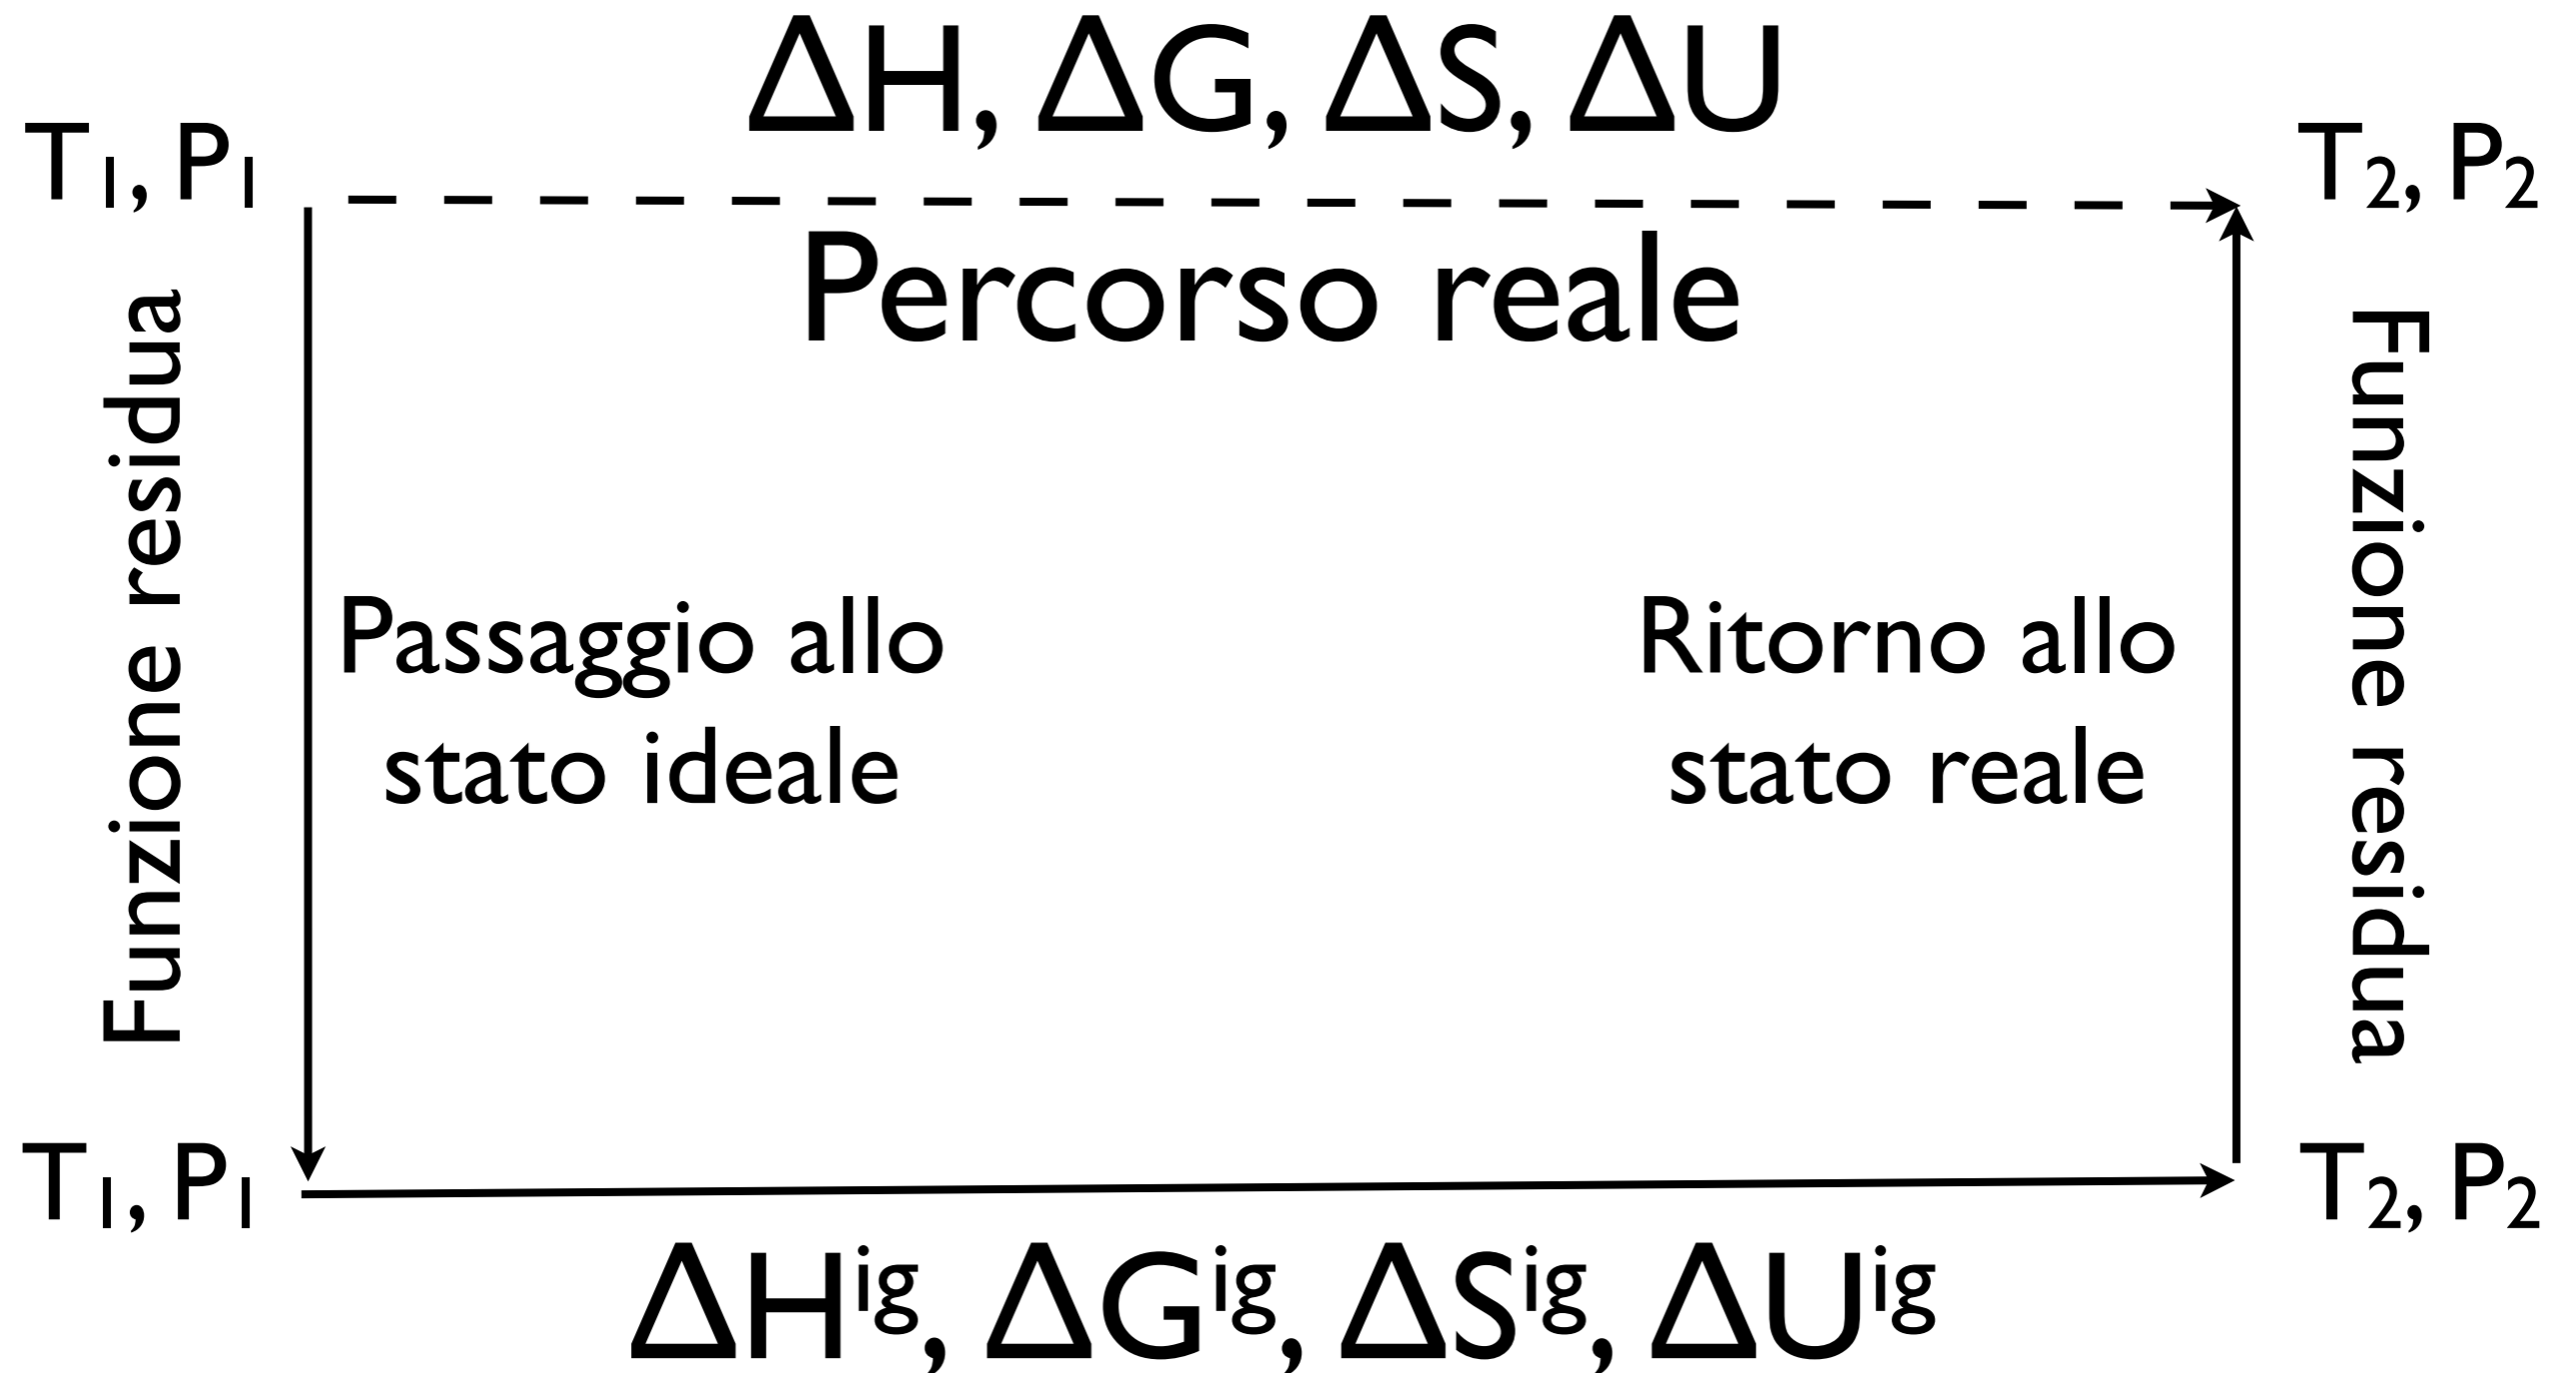 ΔH, ΔG, ΔS, ΔU
T1, P1
T2, P2
Percorso reale
Funzione residua
Passaggio allo
stato ideale
Ritorno allo
stato reale
Funzione residua
T1, P1
T2, P2
ΔHig, ΔGig, ΔSig, ΔUig